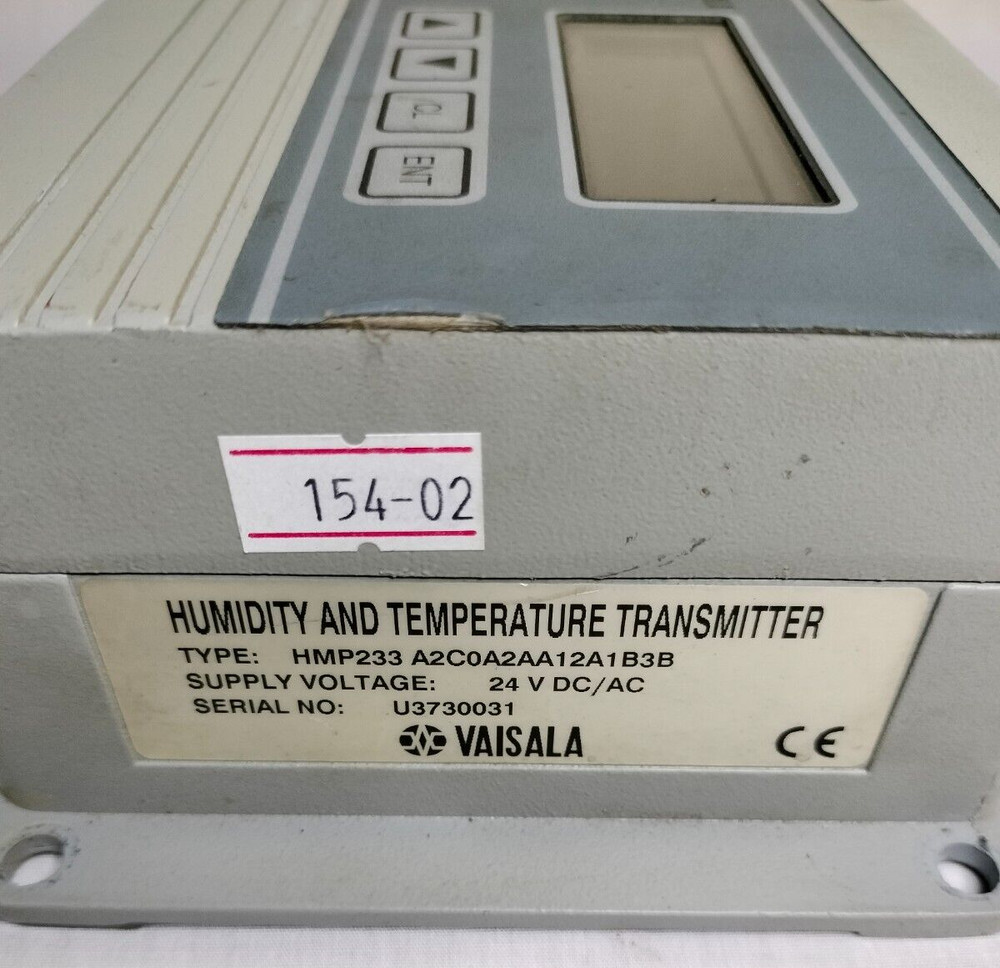 CL
ENT
154-02
HUMIDITY AND TEMPERATURE TRANSMITTER
TYPE: HMP233 A2C0A2AA12A1B3B
SUPPLY VOLTAGE: 24 V DC/AC
SERIAL NO: U3730031
VAISALA CE